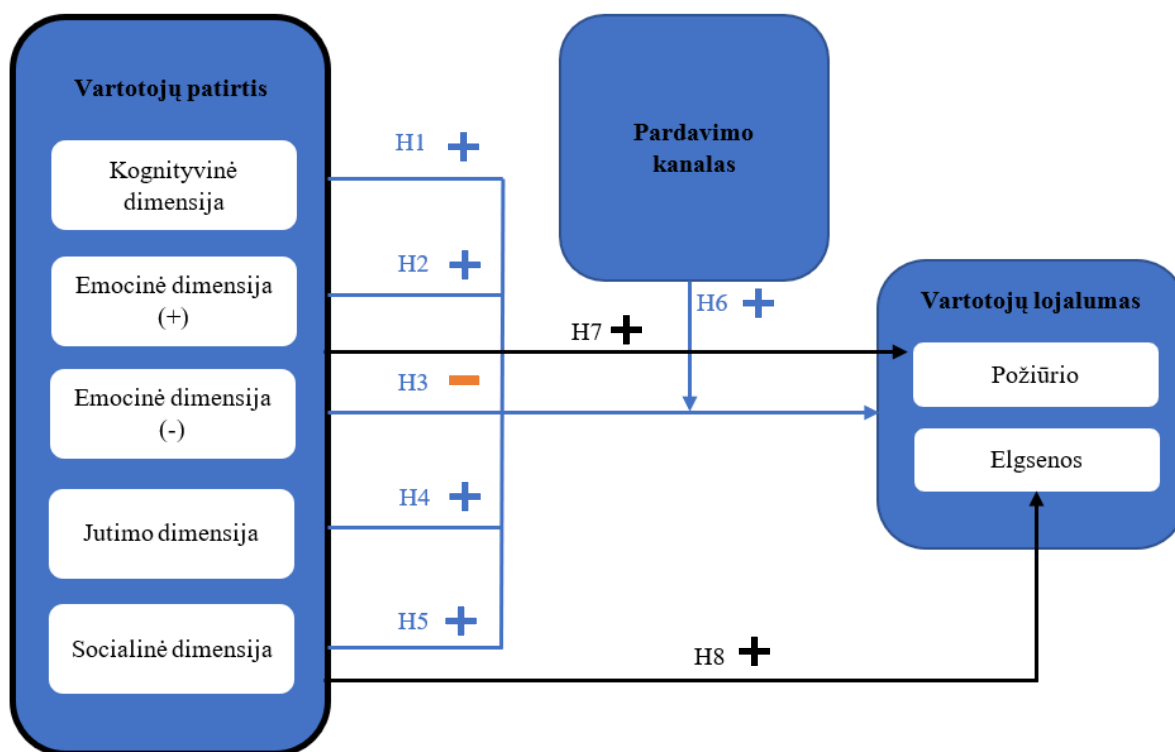 Vartotojų patirtis
Kognityvinė
dimensija
Emocinė dimensija
(+)
Emocinė dimensija
(-)
Jutimo dimensija
Socialinė dimensija
H1 +
H2 +
H3 −
H4 +
H5 +
Pardavimo
kanalas
H6 +
H7 +
H8 +
Vartotojų lojalumas
Požiūrio
Elgsenos